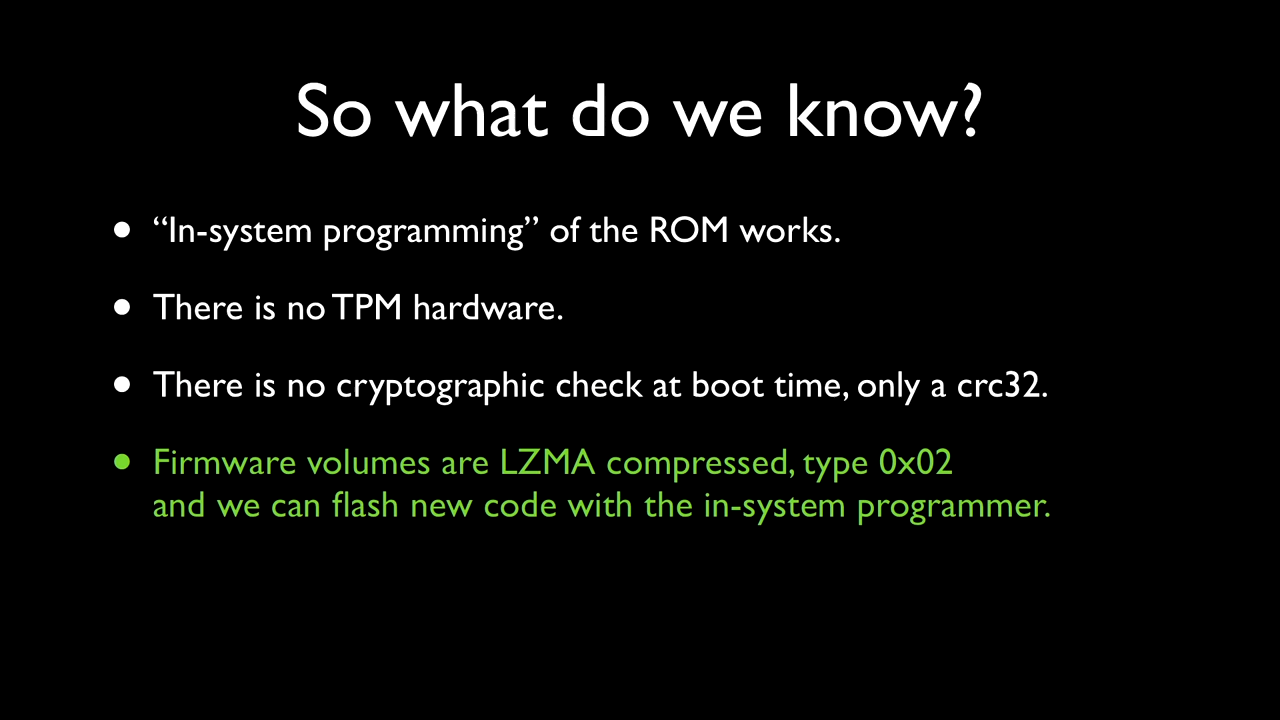 So what do we know?
• “In-system programming” of the ROM works.
• There is no TPM hardware.
• There is no cryptographic check at boot time, only a crc32.
• Firmware volumes are LZMA compressed, type 0x02
and we can flash new code with the in-system programmer.